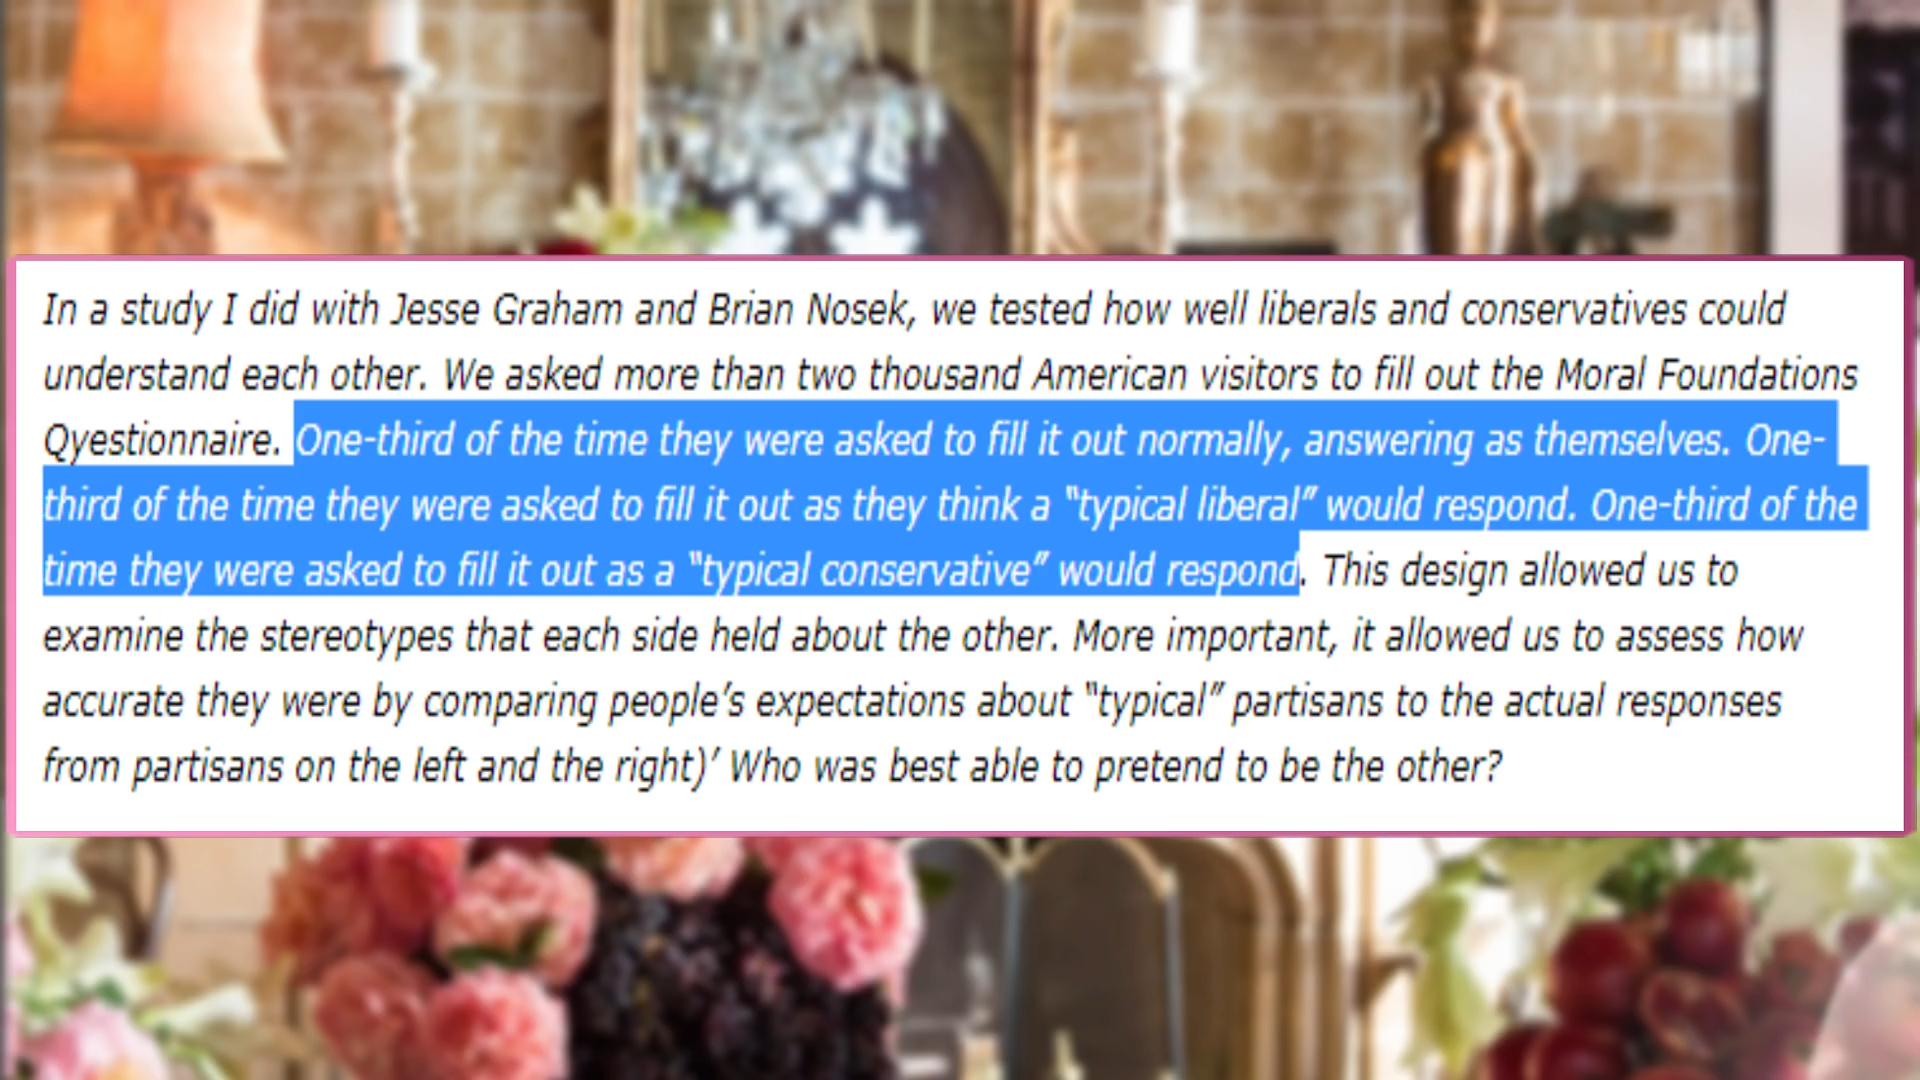 In a study I did with Jesse Graham and Brian Nosek, we tested how well liberals and conservatives could
understand each other. We asked more than two thousand American visitors to fill out the Moral Foundations
Qyestionnaire. One-third of the time they were asked to fill it out normally, answering as themselves. One-
third of the time they were asked to fill it out as they think a “typical liberal” would respond. One-third of the
time they were asked to fill it out as a “typical conservative” would respond. This design allowed us to
examine the stereotypes that each side held about the other. More important, it allowed us to assess how
accurate they were by comparing people’s expectations about “typical” partisans to the actual responses
from partisans on the left and the right)’ Who was best able to pretend to be the other?